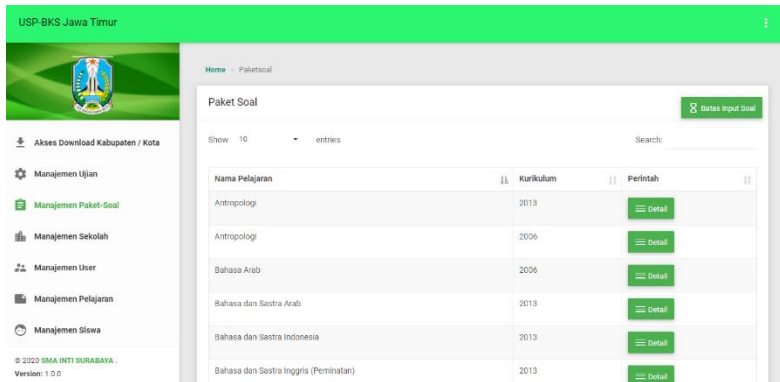 USP-BKS Jawa Timur
Akses Download Kabupaten / Kota
Manajemen Ujian
Manajemen Paket-Soal
Manajemen Sekolah
Manajemen User
Manajemen Pelajaran
Manajemen Siswa
© 2020 SMA INTI SURABAYA .
Version: 1.0.0
Home > Paketsoal
Paket Soal
Batas Input Soal
Show 10 entries
Search:
Nama Pelajaran Kurikulum Perintah
Antropologi 2013 Detail
Antropologi 2006 Detail
Bahasa Arab 2006 Detail
Bahasa dan Sastra Arab 2013 Detail
Bahasa dan Sastra Indonesia 2013 Detail
Bahasa dan Sastra Inggris (Peminatan) 2013 Detail